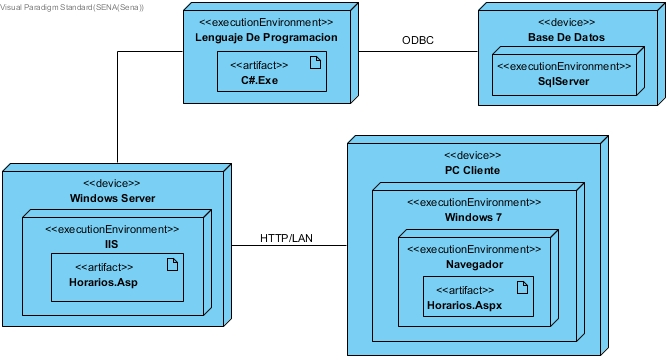 Visual Paradigm Standard(SENA(Sena))
<<executionEnvironment>>
Lenguaje De Programacion
<<artifact>>
C#.Exe
ODBC
<<device>>
Base De Datos
<<executionEnvironment>>
SqlServer
<<device>>
Windows Server
<<executionEnvironment>>
IIS
<<artifact>>
Horarios.Asp
HTTP/LAN
<<device>>
PC Cliente
<<executionEnvironment>>
Windows 7
<<executionEnvironment>>
Navegador
<<artifact>>
Horarios.Aspx